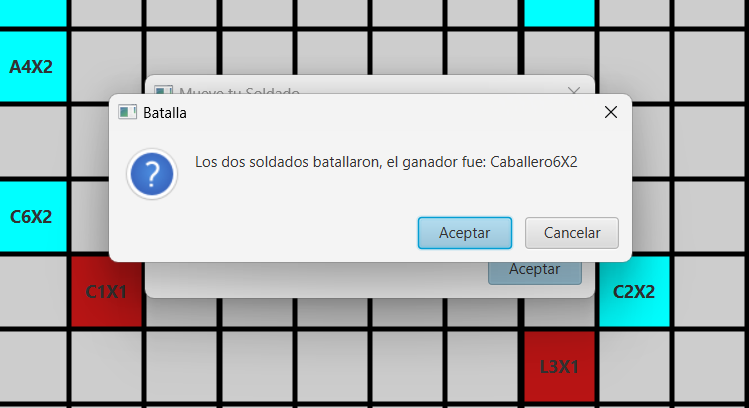 A4X2
Mueve tu Soldado
Batalla
Los dos soldados batallaron, el ganador fue: Caballero6X2
C6X2
Aceptar
Cancelar
Aceptar
C1X1
C2X2
L3X1